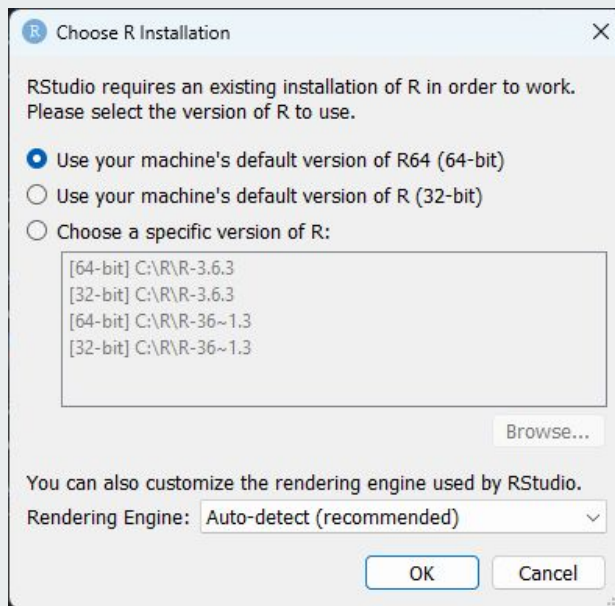 R Choose R Installation
RStudio requires an existing installation of R in order to work.
Please select the version of R to use.
Use your machine's default version of R64 (64-bit)
Use your machine's default version of R (32-bit)
Choose a specific version of R:
[64-bit] C:\R\R-3.6.3
[32-bit] C:\R\R-3.6.3
[64-bit] C:\R\R-36~1.3
[32-bit] C:\R\R-36~1.3
Browse...
You can also customize the rendering engine used by RStudio.
Rendering Engine: Auto-detect (recommended)
OK Cancel